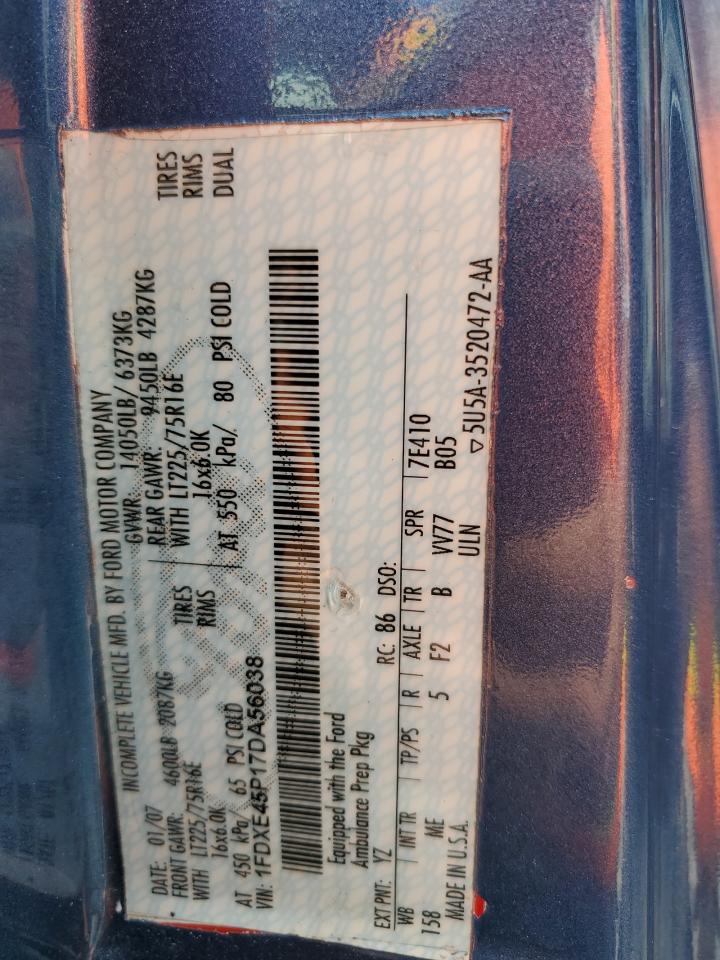 INCOMPLETE VEHICLE MFD. BY FORD MOTOR COMPANY
DATE: 01/07 GVWR: 14050LB/ 6373KG
FRONT GAWR: 4600LB 2087KG REAR GAWR: 9450LB 4287KG
WITH LT225/75R16E TIRES WITH LT225/75R16E TIRES
16x6.0K RIMS 16x6.0K RIMS
AT 450 kPa/ 65 PSI COLD AT 550 kPa/ 80 PSI COLD DUAL
VIN: 1FDXE45P17DA56038
Equipped with the Ford
Ambulance Prep Pkg
EXT PNT: YZ RC: 86 DSO:
WB INT TR TP/PS R AXLE TR SPR
158 ME 5 F2 B VV77 7E410
ULN B05
MADE IN U.S.A. ▽5U5A-3520472-AA